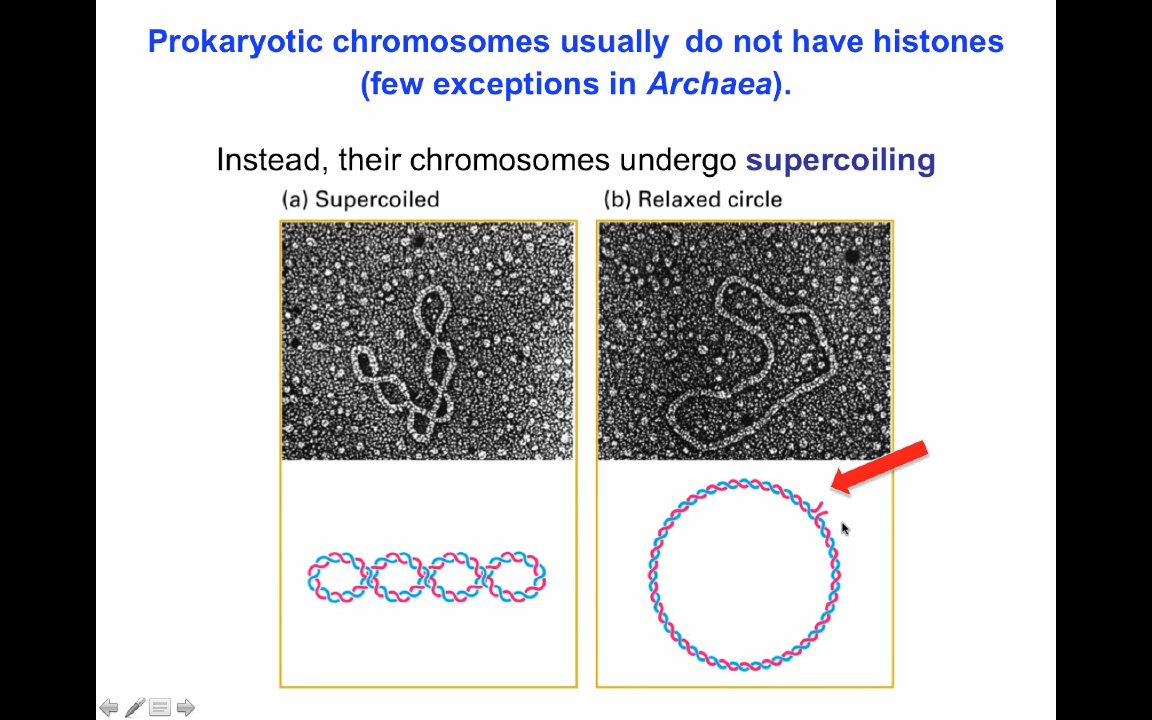 Prokaryotic chromosomes usually do not have histones
(few exceptions in Archaea).
Instead, their chromosomes undergo supercoiling
(a) Supercoiled
(b) Relaxed circle